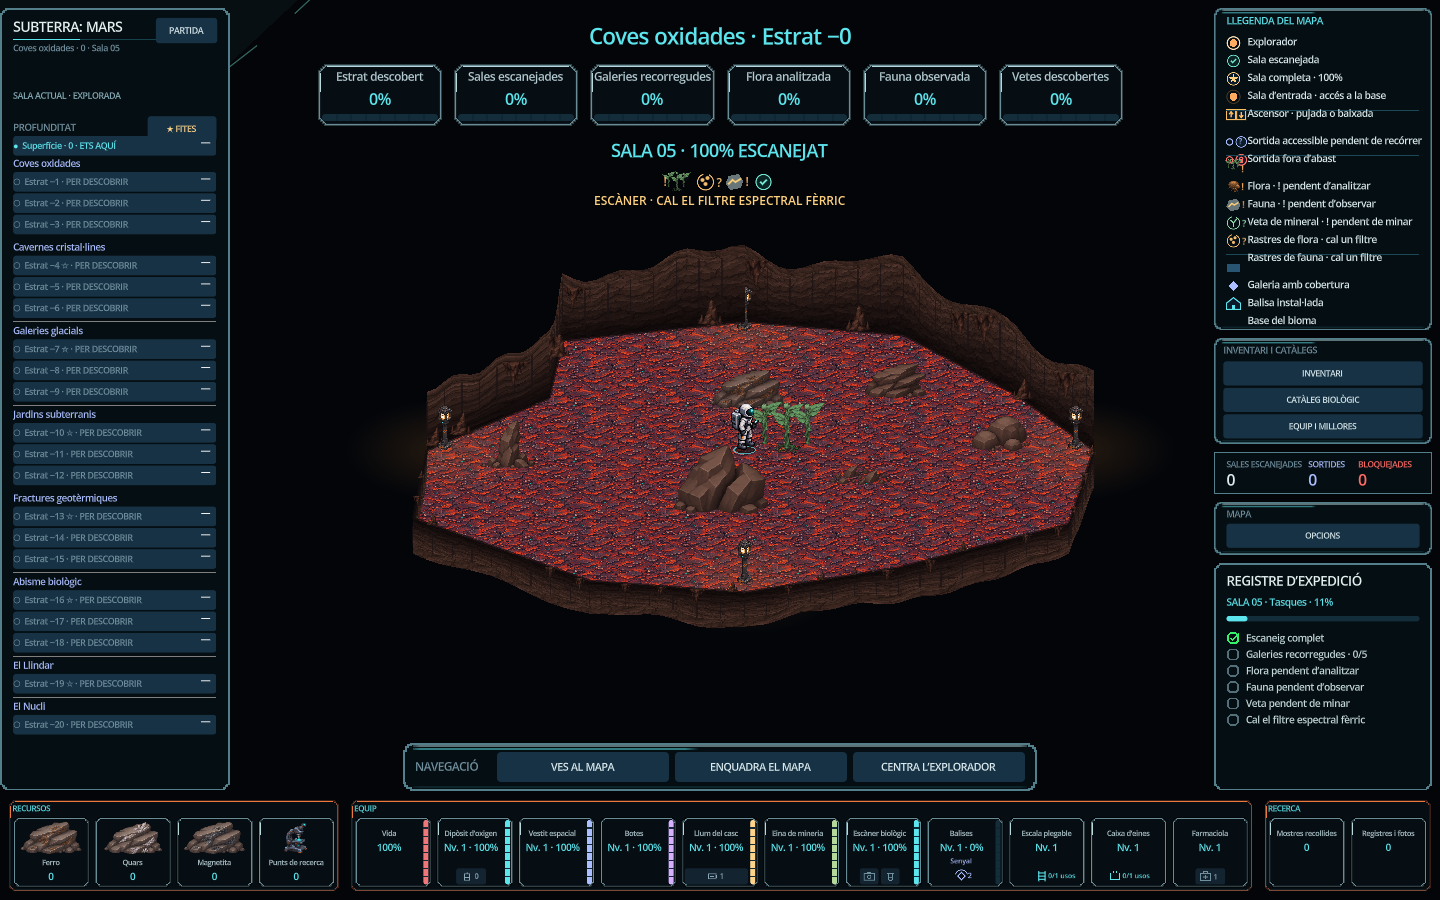 SUBTERRA: MARS
PARTIDA
Coves oxidades · 0 · Sala 05
SALA ACTUAL · EXPLORADA
PROFUNDITAT
★ FITES
Superfície · 0 · ETS AQUÍ —
Coves oxidades
Estrat −1 · PER DESCOBRIR —
Estrat −2 · PER DESCOBRIR —
Estrat −3 · PER DESCOBRIR —
Cavernes cristal·lines
Estrat −4 ☆ · PER DESCOBRIR —
Estrat −5 · PER DESCOBRIR —
Estrat −6 · PER DESCOBRIR —
Galeries glacials
Estrat −7 ☆ · PER DESCOBRIR —
Estrat −8 · PER DESCOBRIR —
Estrat −9 · PER DESCOBRIR —
Jardins subterranis
Estrat −10 ☆ · PER DESCOBRIR —
Estrat −11 · PER DESCOBRIR —
Estrat −12 · PER DESCOBRIR —
Fractures geotèrmiques
Estrat −13 ☆ · PER DESCOBRIR —
Estrat −14 · PER DESCOBRIR —
Estrat −15 · PER DESCOBRIR —
Abisme biològic
Estrat −16 ☆ · PER DESCOBRIR —
Estrat −17 · PER DESCOBRIR —
Estrat −18 · PER DESCOBRIR —
El Llindar
Estrat −19 ☆ · PER DESCOBRIR —
El Nucli
Estrat −20 · PER DESCOBRIR —
Coves oxidades · Estrat −0
Estrat descobert
0%
Sales escanejades
0%
Galeries recorregudes
0%
Flora analitzada
0%
Fauna observada
0%
Vetes descobertes
0%
SALA 05 · 100% ESCANEJAT
? !
ESCÀNER · CAL EL FILTRE ESPECTRAL FÈRRIC
NAVEGACIÓ
VES AL MAPA
ENQUADRA EL MAPA
CENTRA L'EXPLORADOR
LLEGENDA DEL MAPA
Explorador
Sala escanejada
Sala completa · 100%
Sala d'entrada · accés a la base
Ascensor · pujada o baixada
Sortida accessible pendent de recórrer
Sortida fora d'abast
! Flora · ! pendent d'analitzar
! Fauna · ! pendent d'observar
? Veta de mineral · ! pendent de minar
? Rastres de flora · cal un filtre
Rastres de fauna · cal un filtre
Galeria amb cobertura
Balisa instal·lada
Base del bioma
INVENTARI I CATÀLEGS
INVENTARI
CATÀLEG BIOLÒGIC
EQUIP I MILLORES
SALES ESCANEJADES
0
SORTIDES
0
BLOQUEJADES
0
MAPA
OPCIONS
REGISTRE D'EXPEDICIÓ
SALA 05 · Tasques · 11%
Escaneig complet
Galeries recorregudes · 0/5
Flora pendent d'analitzar
Fauna pendent d'observar
Veta pendent de minar
Cal el filtre espectral fèrric
RECURSOS
Ferro
0
Quars
0
Magnetita
0
Punts de recerca
0
EQUIP
Vida
100%
Dipòsit d'oxigen
Nv. 1 · 100%
0
Vestit espacial
Nv. 1 · 100%
Botes
Nv. 1 · 100%
Llum del casc
Nv. 1 · 100%
1
Eina de mineria
Nv. 1 · 100%
Escàner biològic
Nv. 1 · 100%
Balises
Nv. 1 · 0%
Senyal
2
Escala plegable
Nv. 1
0/1 usos
Caixa d'eines
Nv. 1
0/1 usos
Farmaciola
Nv. 1
1
RECERCA
Mostres recollides
0
Registres i fotos
0